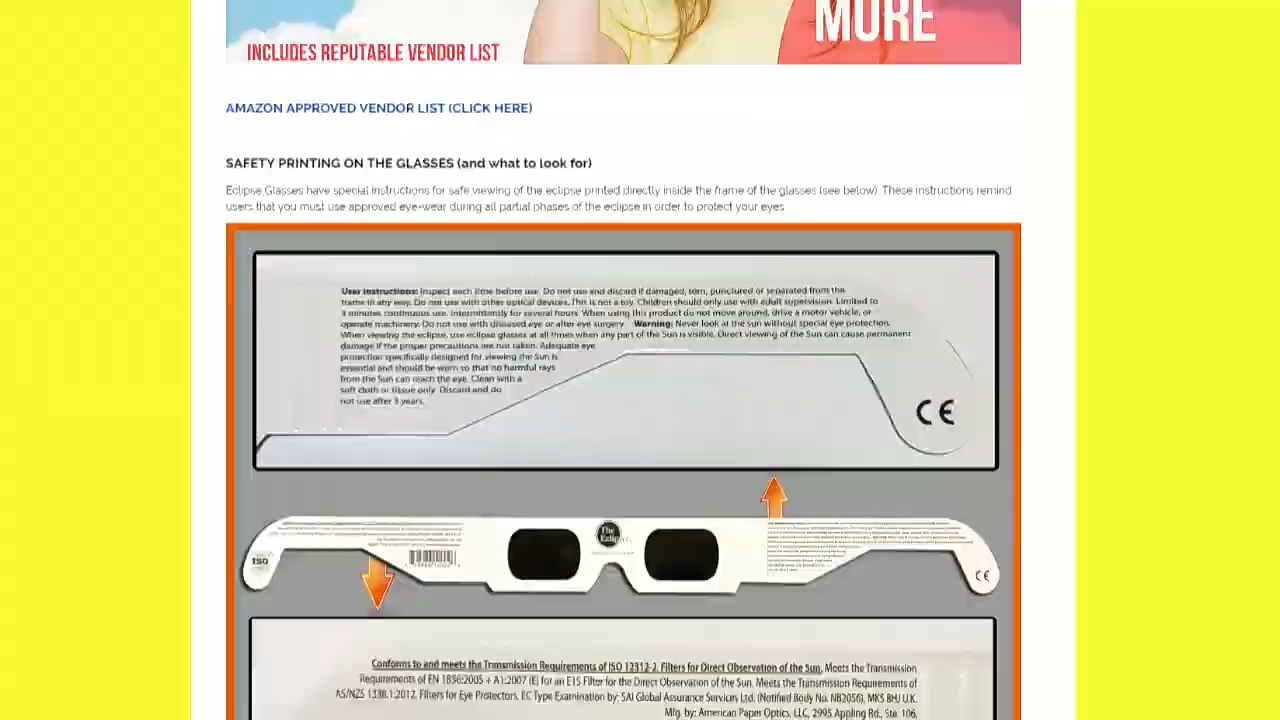 MORE
INCLUDES REPUTABLE VENDOR LIST
AMAZON APPROVED VENDOR LIST (CLICK HERE)
SAFETY PRINTING ON THE GLASSES (and what to look for)
Eclipse Glasses have special instructions for safe viewing of the eclipse printed directly inside the frame of the glasses (see below). These instructions remind
users that you must use approved eye-wear during all partial phases of the eclipse in order to protect your eyes
User Instructions: Inspect each time before use. Do not use and discard if damaged, torn, punctured or separated from the
frame in any way. Do not use with other optical devices. This is not a toy. Children should only use with adult supervision. Limited to
3 minutes continuous use. Intermittently for several hours. When using this product do not move around, drive a motor vehicle, or
operate machinery. Do not use with diseased eye or after eye surgery. Warning: Never look at the sun without special eye protection.
When viewing the eclipse, use eclipse glasses at all times when any part of the Sun is visible. Direct viewing of the Sun can cause permanent
damage if the proper precautions are not taken. Adequate eye
protection specifically designed for viewing the Sun is
essential and should be worn so that no harmful rays
from the Sun can reach the eye. Clean with a
soft cloth or tissue only. Discard and do
not use after 3 years.
CE
The
ISO
CE
Conforms to and meets the Transmission Requirements of ISO 12312-2, Filters for Direct Observation of the Sun. Meets the Transmission
Requirements of EN 1836:2005 + A1:2007 (E) for an E15 Filter for the Direct Observation of the Sun. Meets the Transmission Requirements of
AS/NZS 1338.1:2012, Filters for Eye Protectors. EC Type Examination by: SAI Global Assurance Services Ltd. (Notified Body No. NB2056), MK5 8HJ U.K.
Mfg. by: American Paper Optics, LLC, 2995 Appling Rd., Ste. 106,